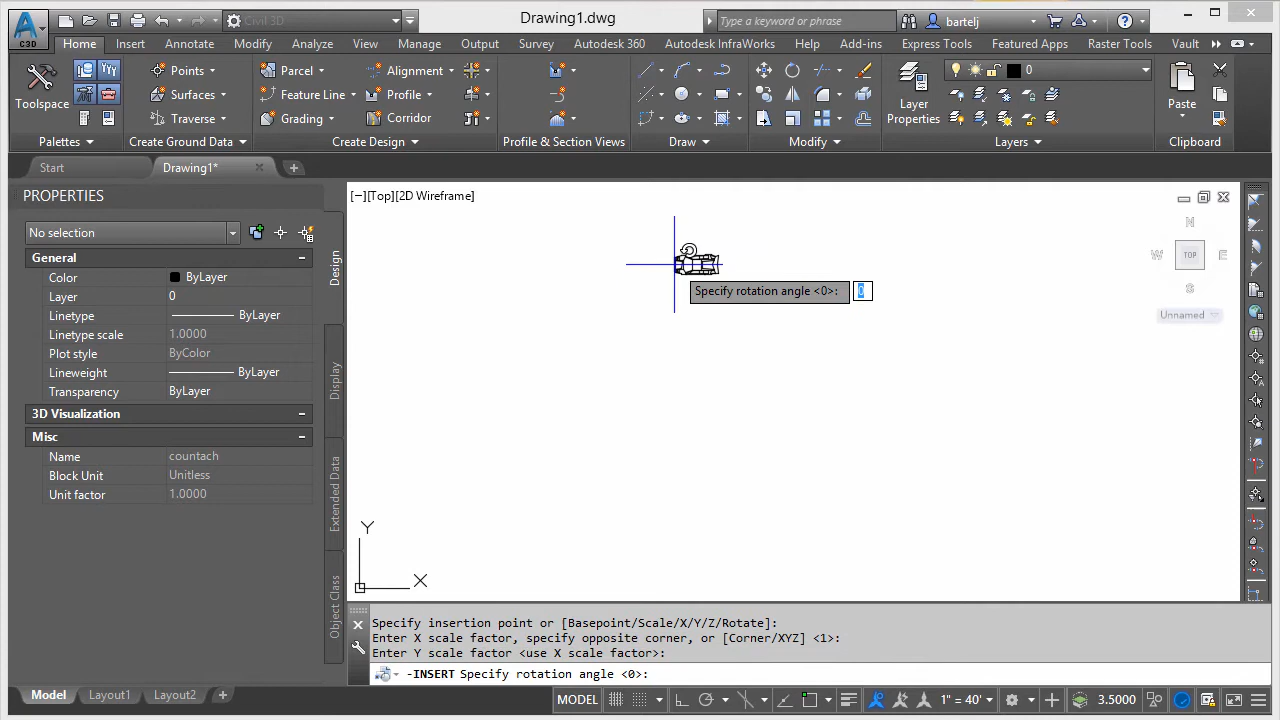 C3D
Civil 3D
Drawing1.dwg
Type a keyword or phrase
bartelj
Home
Insert
Annotate
Modify
Analyze
View
Manage
Output
Survey
Autodesk 360
Autodesk InfraWorks
Help
Add-ins
Express Tools
Featured Apps
Raster Tools
Vault
Toolspace
Points
Surfaces
Traverse
Parcel
Feature Line
Grading
Alignment
Profile
Corridor
Layer
Properties
0
Paste
Palettes
Create Ground Data
Create Design
Profile & Section Views
Draw
Modify
Layers
Clipboard
Start
Drawing1*
PROPERTIES
No selection
General
Color ByLayer
Layer 0
Linetype ByLayer
Linetype scale 1.0000
Plot style ByColor
Lineweight ByLayer
Transparency ByLayer
3D Visualization
Misc
Name countach
Block Unit Unitless
Unit factor 1.0000
Design
Display
Extended Data
Object Class
[−][Top][2D Wireframe]
Specify rotation angle <0>: 0
N
W TOP E
S
Unnamed
Y
X
Specify insertion point or [Basepoint/Scale/X/Y/Z/Rotate]:
Enter X scale factor, specify opposite corner, or [Corner/XYZ] <1>:
Enter Y scale factor <use X scale factor>:
-INSERT Specify rotation angle <0>:
Model Layout1 Layout2 +
MODEL
1" = 40'
3.5000